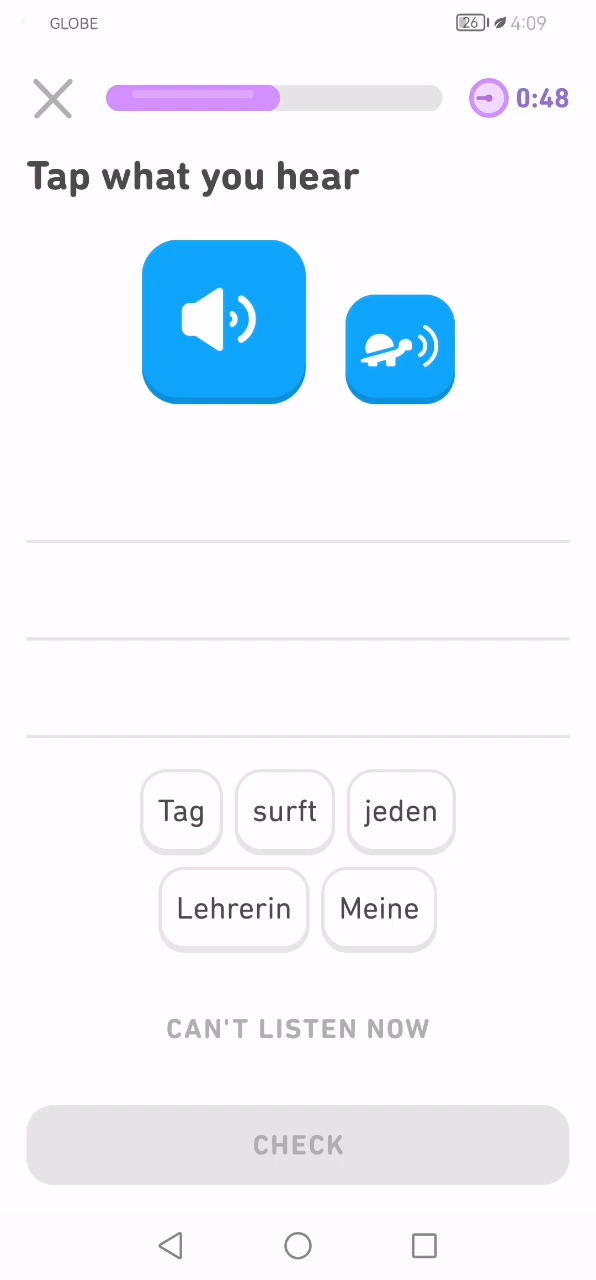 GLOBE 26 4:09
0:48
Tap what you hear
Tag surft jeden
Lehrerin Meine
CAN'T LISTEN NOW
CHECK